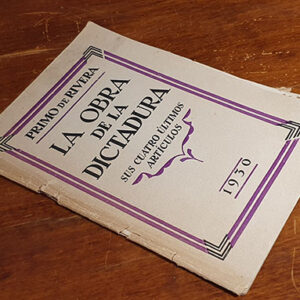 PRIMO DE RIVERA
LA OBRA
DE LA
DICTADURA
SUS CUATRO ÚLTIMOS
ARTÍCULOS
1930